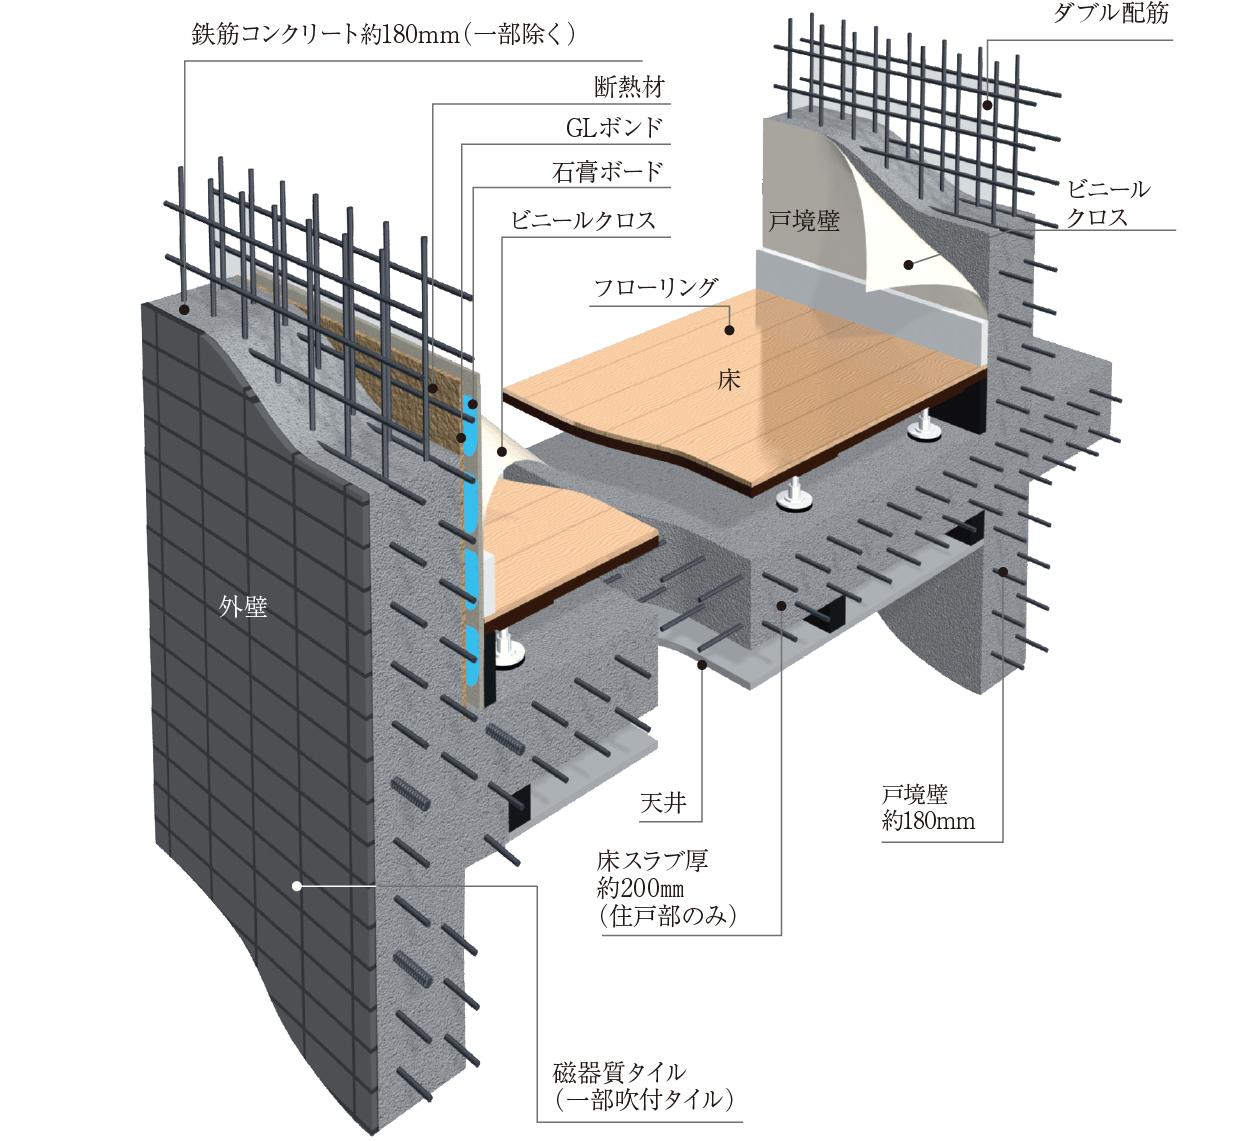 ダブル配筋
鉄筋コンクリート約180mm(一部除く)
断熱材
GLボンド
石膏ボード
ビニールクロス
ビニール
クロス
戸境壁
フローリング
床
外壁
天井
戸境壁
約180mm
床スラブ厚
約200㎜
(住戸部のみ)
磁器質タイル
(一部吹付タイル)